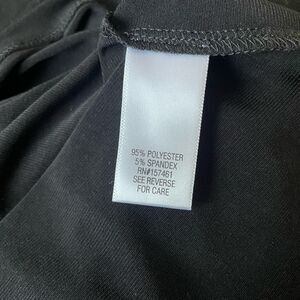 95% POLYESTER
5% SPANDEX
RN#157461
SEE REVERSE
FOR CARE